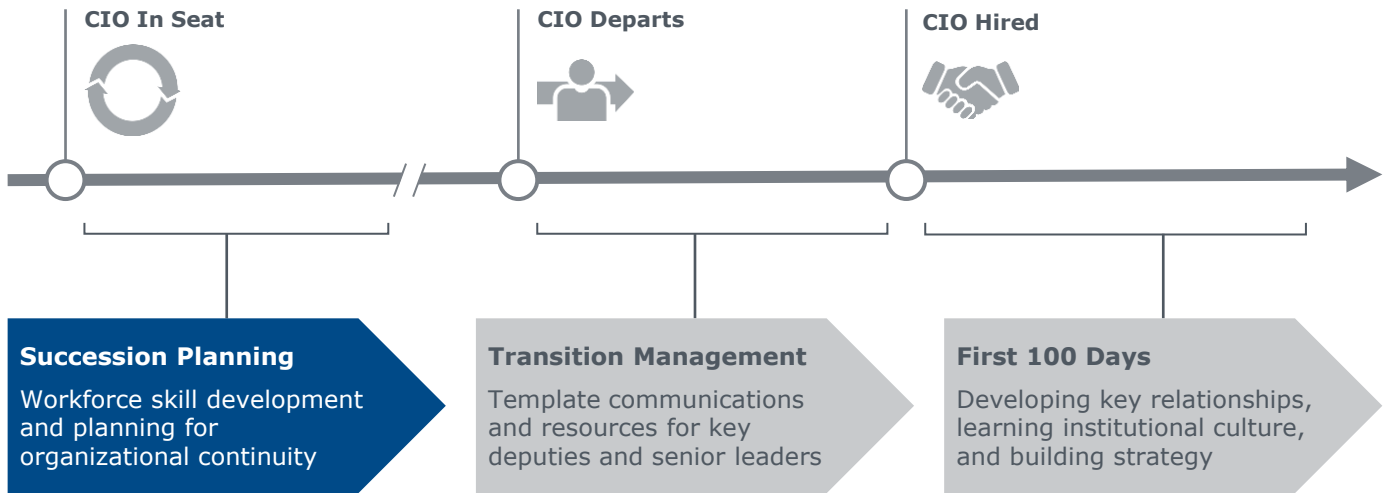 CIO In Seat
CIO Departs
CIO Hired
Succession Planning
Workforce skill development
and planning for
organizational continuity
Transition Management
Template communications
and resources for key
deputies and senior leaders
First 100 Days
Developing key relationships,
learning institutional culture,
and building strategy